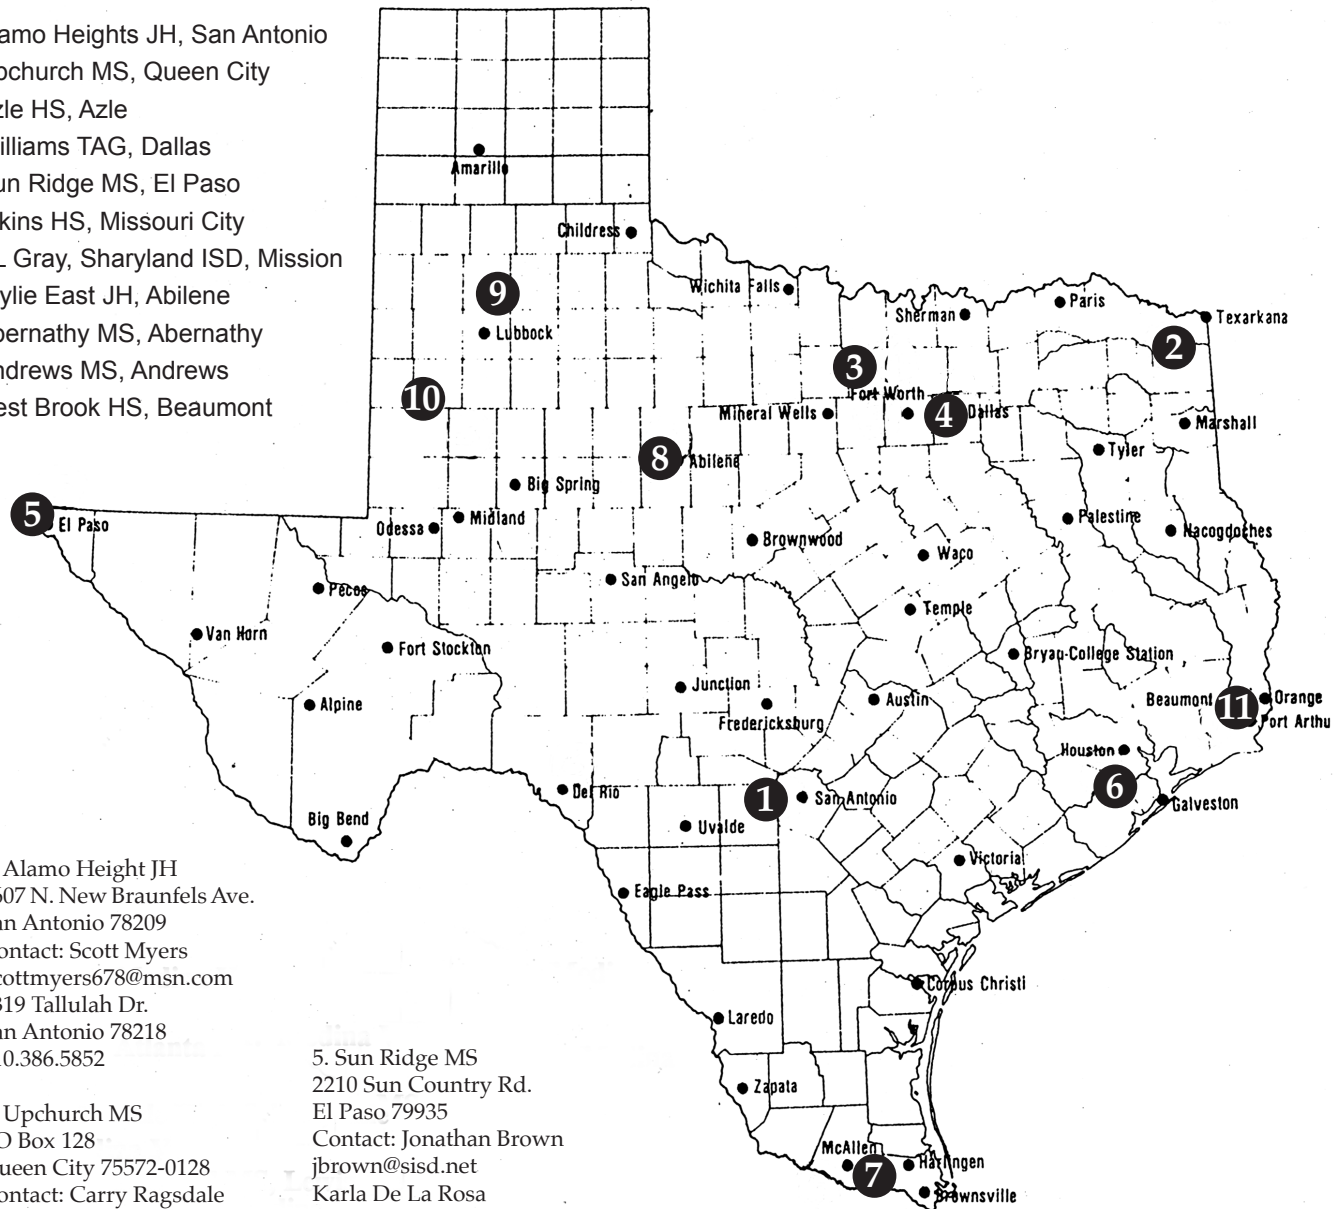 amo Heights JH, San Antonio
pchurch MS, Queen City
zle HS, Azle
illiams TAG, Dallas
un Ridge MS, El Paso
kins HS, Missouri City
L Gray, Sharyland ISD, Mission
ylie East JH, Abilene
bernathy MS, Abernathy
ndrews MS, Andrews
est Brook HS, Beaumont
Amarillo
Childress
Wichita Falls
9
Lubbock
Sherman
Paris
Texarkana
2
3
10
Fort Worth
Mineral Wells
4
Dallas
Marshall
Tyler
8
Abilene
Big Spring
5
El Paso
Odessa
Midland
Palestine
Nacogdoches
Brownwood
Waco
San Angelo
Pecos
Temple
Van Horn
Fort Stockton
Bryan-College Station
Junction
Alpine
Fredericksburg
Austin
Beaumont
11
Orange
Port Arthu
Houston
6
Galveston
Del Rio
1
San Antonio
Big Bend
Uvalde
Victoria
Eagle Pass
Corpus Christi
Laredo
Zapata
McAllen
7
Harlingen
Brownsville
Alamo Height JH
607 N. New Braunfels Ave.
an Antonio 78209
ontact: Scott Myers
cottmyers678@msn.com
319 Tallulah Dr.
an Antonio 78218
10.386.5852
Upchurch MS
O Box 128
ueen City 75572-0128
ontact: Carry Ragsdale
5. Sun Ridge MS
2210 Sun Country Rd.
El Paso 79935
Contact: Jonathan Brown
jbrown@sisd.net
Karla De La Rosa